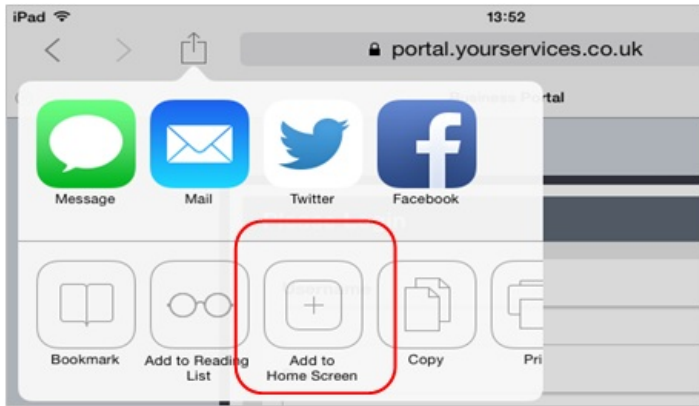 iPad 13:52
portal.yourservices.co.uk
Business Portal
Message Mail Twitter Facebook
Username
Bookmark Add to Reading List Add to Home Screen Copy Pri